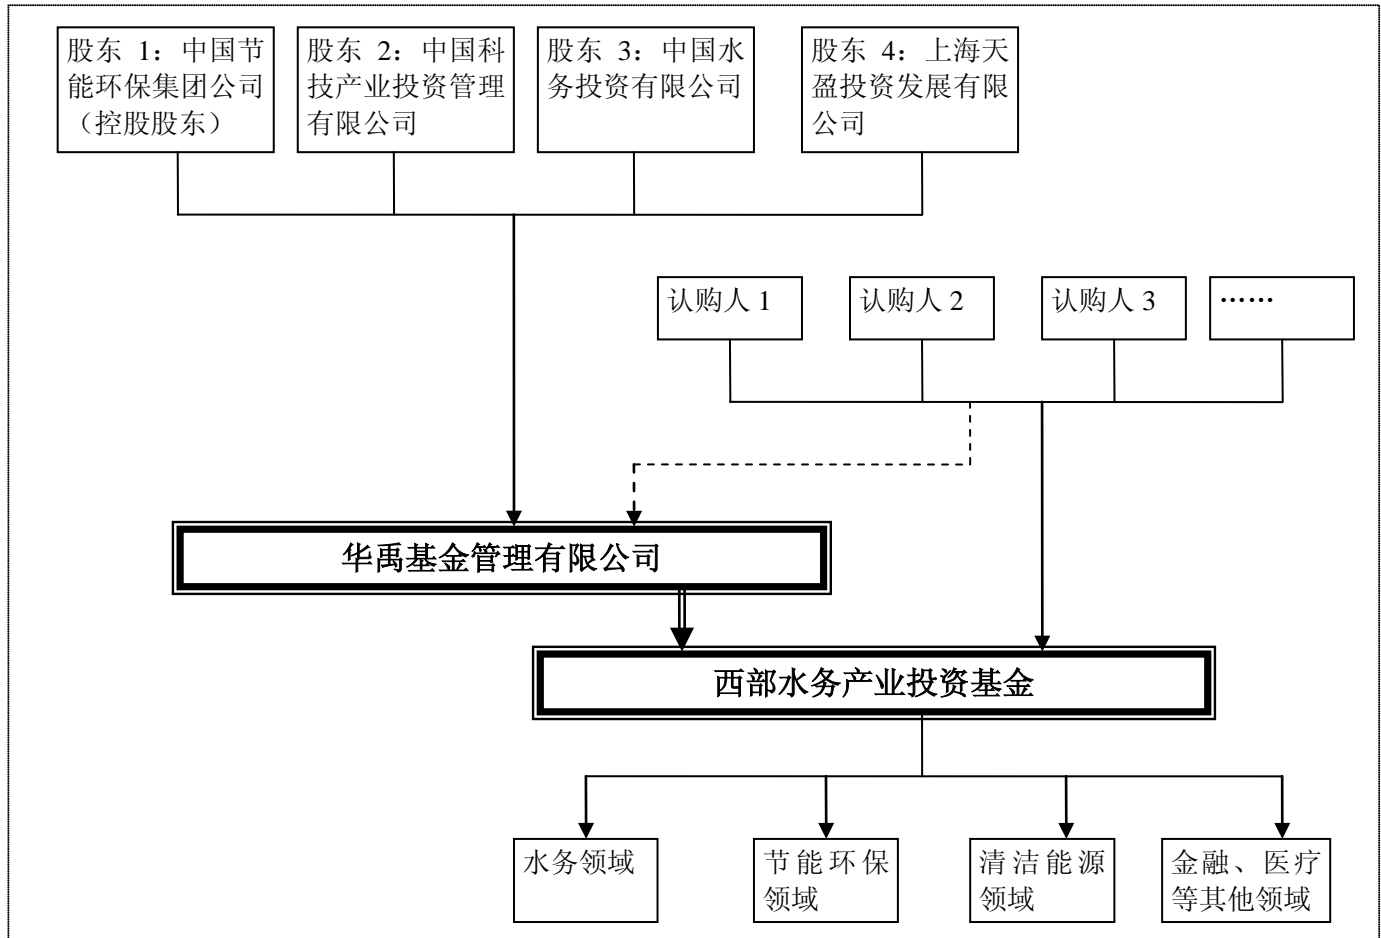 股东 1：中国节
能环保集团公司
（控股股东）
股东 2：中国科
技产业投资管理
有限公司
股东 3：中国水
务投资有限公司
股东 4：上海天
盈投资发展有限
公司
认购人 1
认购人 2
认购人 3
……
华禹基金管理有限公司
西部水务产业投资基金
水务领域
节能环保
领域
清洁能源
领域
金融、医疗
等其他领域